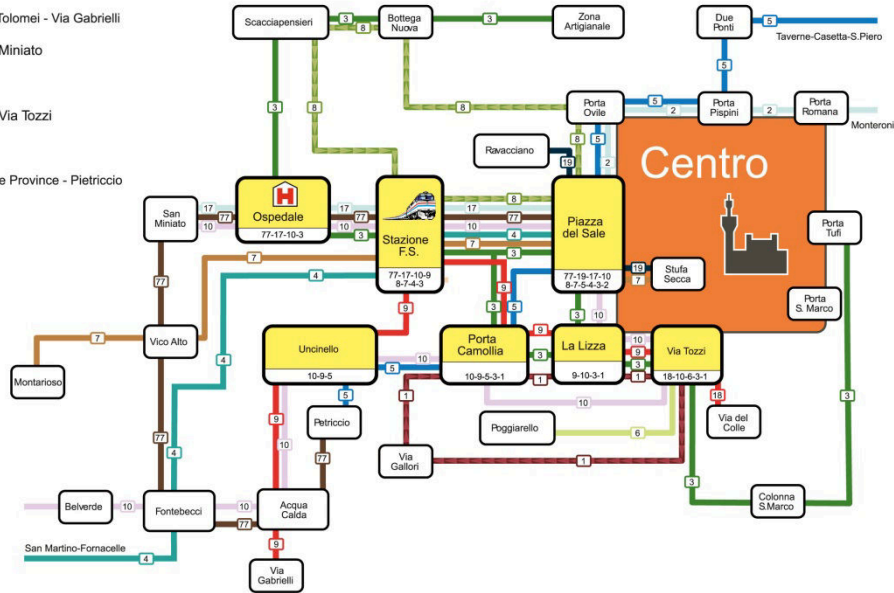 Tolomei - Via Gabrielli
Miniato
Via Tozzi
e Province - Pietriccio
Scacciapensieri
3
8
Bottega
Nuova
3
Zona
Artigianale
Due
Ponti
5
Taverne-Casetta-S.Piero
3
8
8
5
Porta
Ovile
5
2
Porta
Pispini
2
Porta
Romana
Monteroni
Ravacciano
19
8
5
2
Centro
San
Miniato
17
77
10
H
Ospedale
77-17-10-3
17
77
10
3
Stazione
F.S.
77-17-10-9
8-7-4-3
8
17
77
10
4
7
3
Piazza
del Sale
77-19-17-10
8-7-5-4-3-2
19
7
Stufa
Secca
Porta
Tufi
Porta
S. Marco
77
7
4
9
3
9
5
3
10
7
Vico Alto
Montarioso
4
Uncinello
10-9-5
10
5
Porta
Camollia
10-9-5-3-1
9
3
1
La Lizza
9-10-3-1
10
9
3
1
Via Tozzi
18-10-6-3-1
5
1
10
18
Via del
Colle
3
Petriccio
Poggiarello
6
77
9
10
77
4
Via
Gallori
1
3
Colonna
S.Marco
Belverde
10
Fontebecci
10
77
Acqua
Calda
San Martino-Fornacelle
4
9
Via
Gabrielli